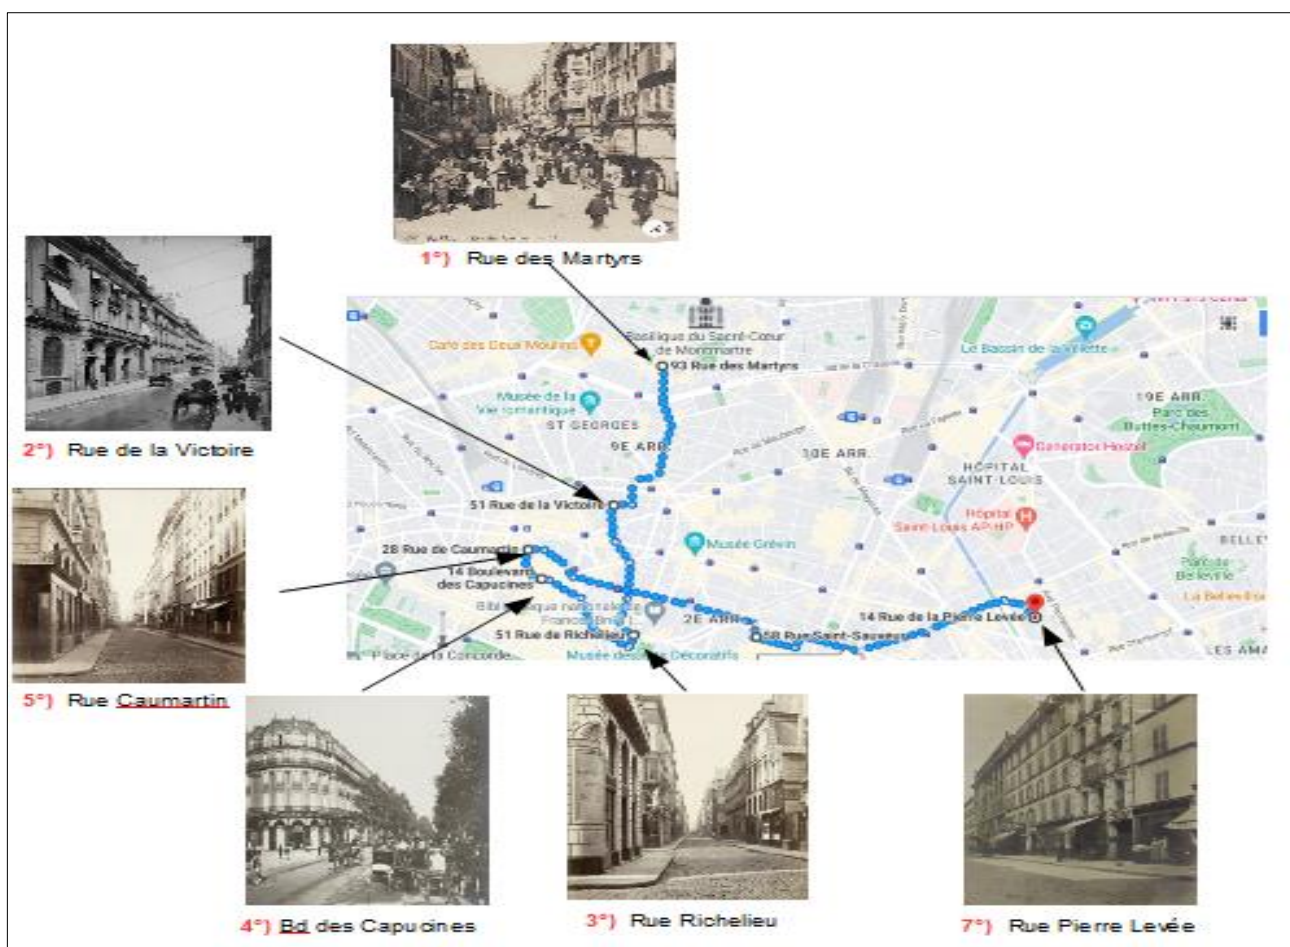 1°) Rue des Martyrs
2°) Rue de la Victoire
Basilique du Sacré-Cœur
de Montmartre
Café des Deux Moulins
93 Rue des Martyrs
Le Bassin de la Villette
Musée de la
Vie romantique
ST GEORGES
9E ARR.
10E ARR.
19E ARR.
Parc des
Buttes-Chaumont
Generator Hostel
HÔPITAL
SAINT-LOUIS
51 Rue de la Victoire
Hôpital
Saint-Louis AP-HP
28 Rue de Caumartin
Musée Grévin
Rue de Belleville
14 Boulevard
des Capucines
Parc de
Belleville
14 Rue de la Pierre Levée
2E ARR.
58 Rue Saint-Sauveur
51 Rue de Richelieu
Place de la Concorde
Musée des Arts Décoratifs
LES AMA
5°) Rue Caumartin
4°) Bd des Capucines
3°) Rue Richelieu
7°) Rue Pierre Levée